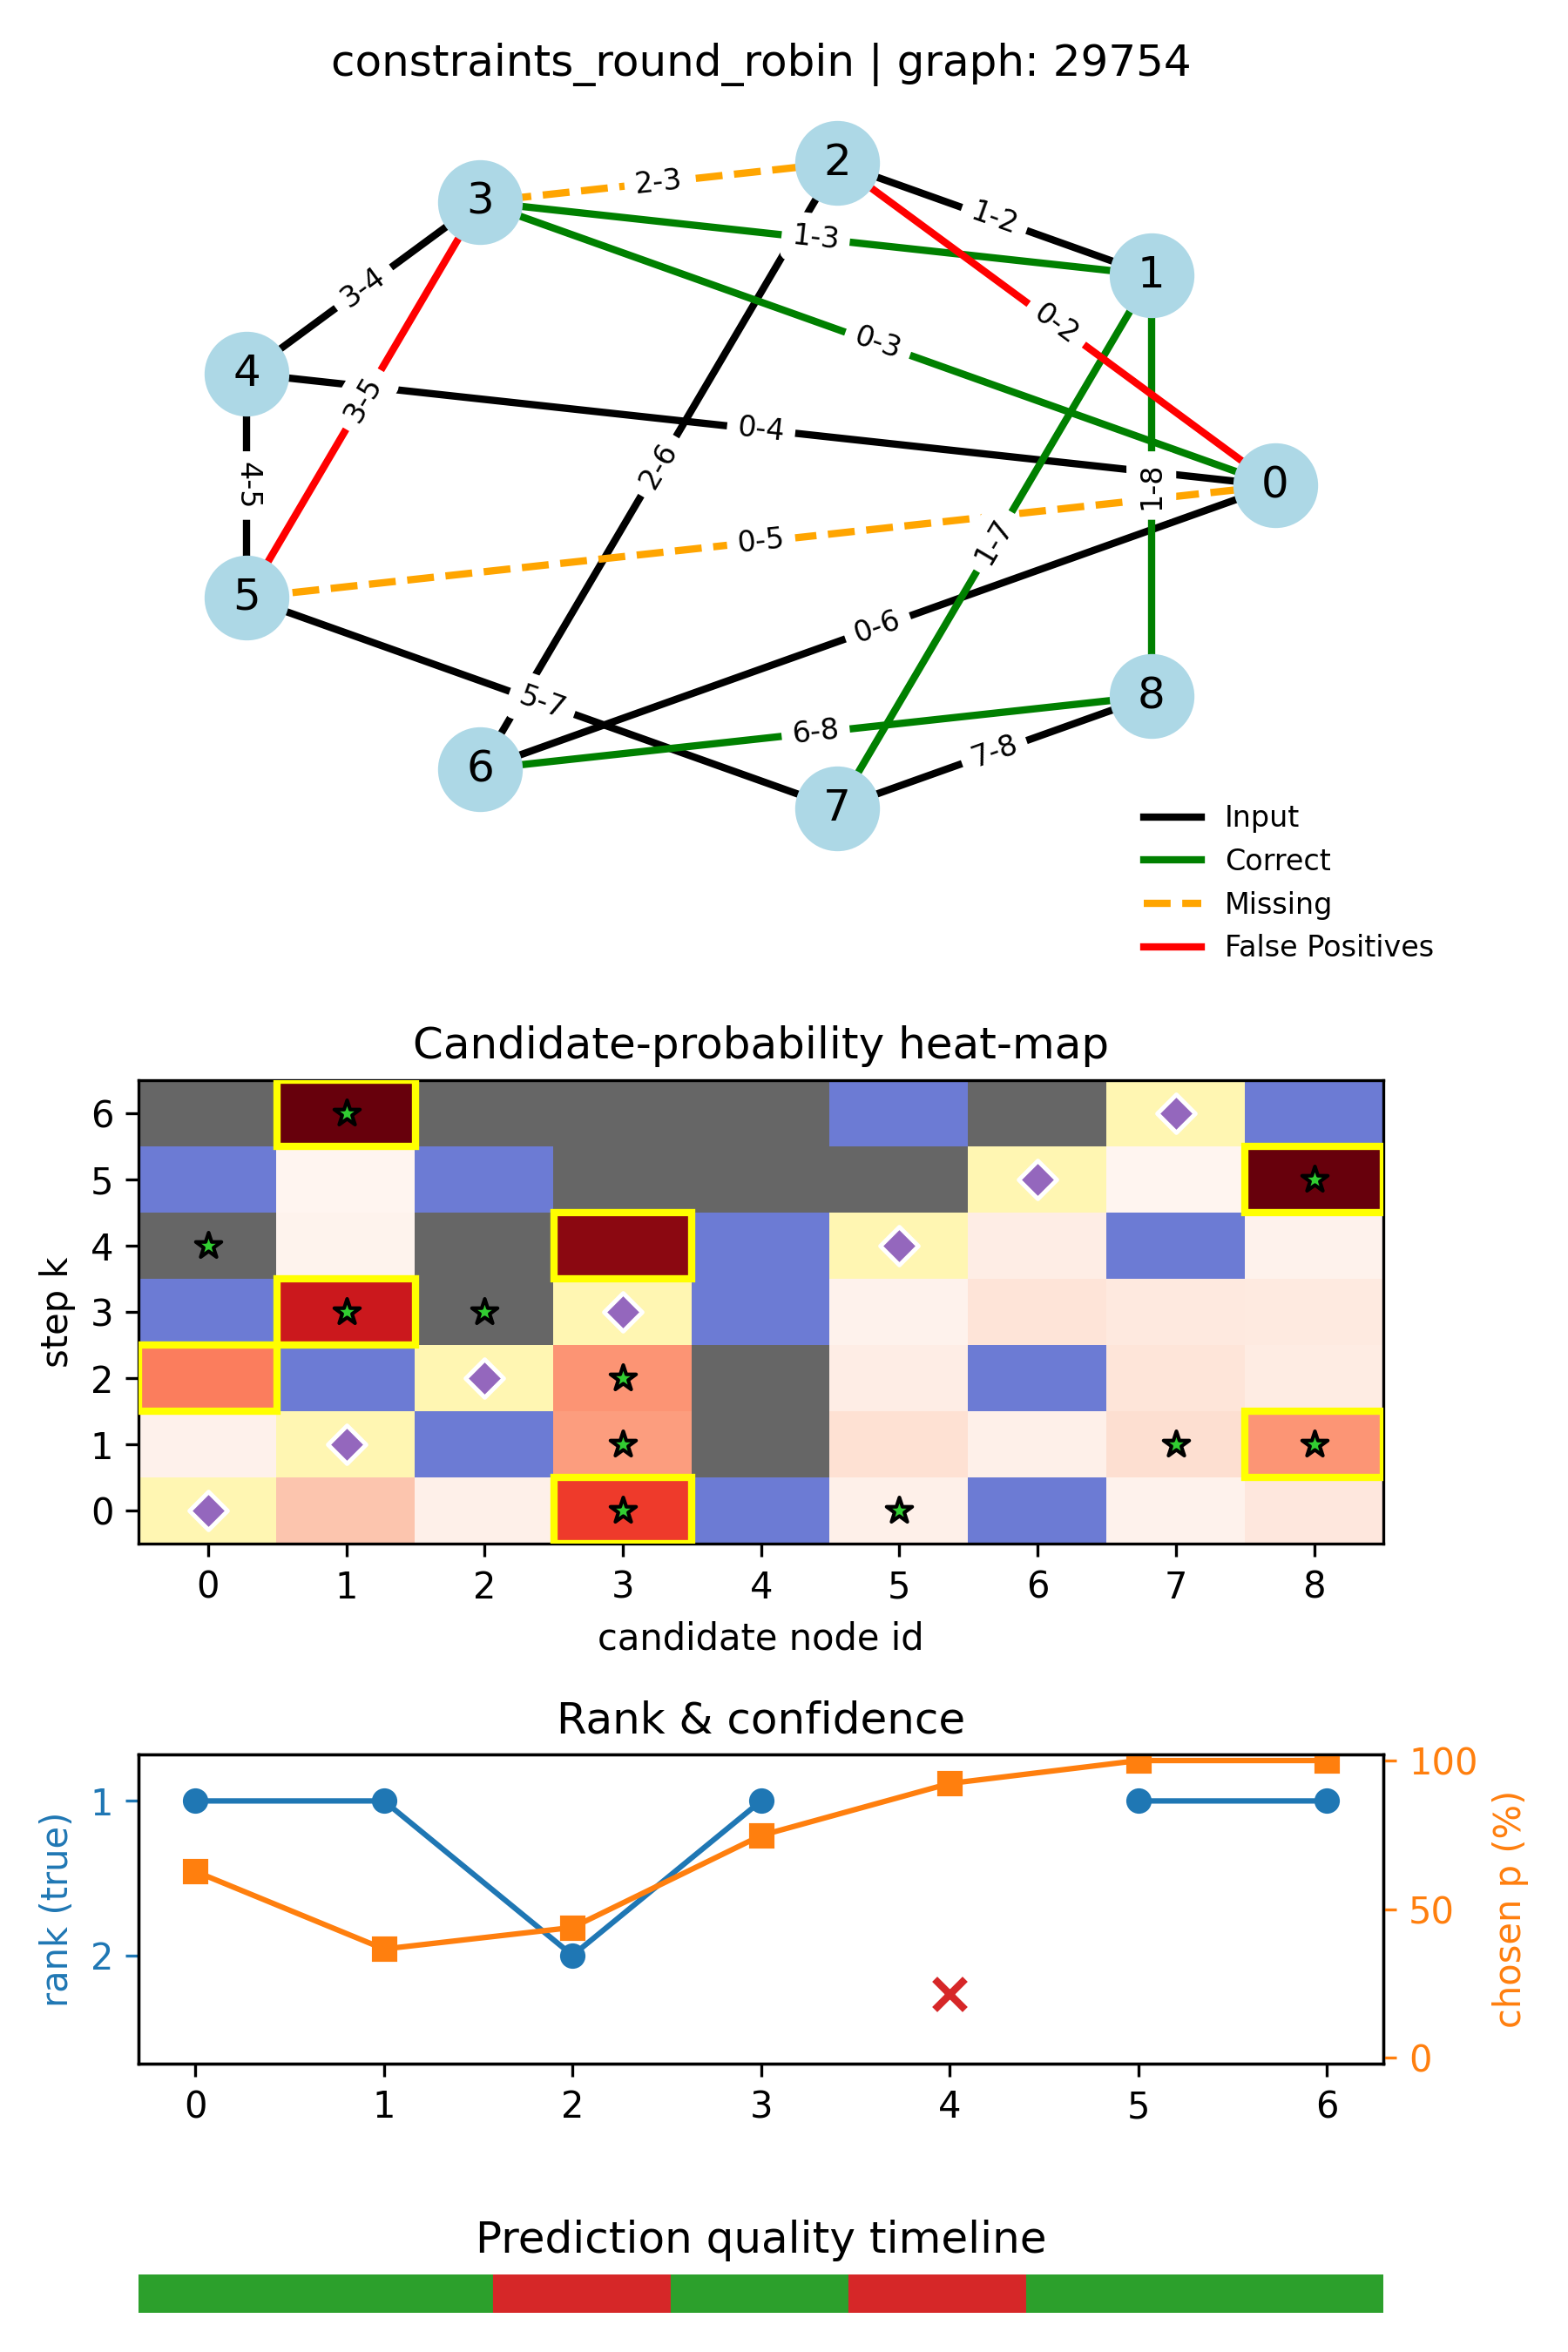 constraints_round_robin | graph: 29754
2
3
2-3
1-2
1-3
1
3-4
0-2
0-3
4
3-5
0-4
2-6
4-5
1-8
0
0-5
1-7
5
0-6
5-7
8
6-8
7-8
6
7
Input
Correct
Missing
False Positives
Candidate-probability heat-map
6
5
4
3
2
1
0
step k
0 1 2 3 4 5 6 7 8
candidate node id
Rank & confidence
1
2
rank (true)
100
50
0
chosen p (%)
0 1 2 3 4 5 6
Prediction quality timeline